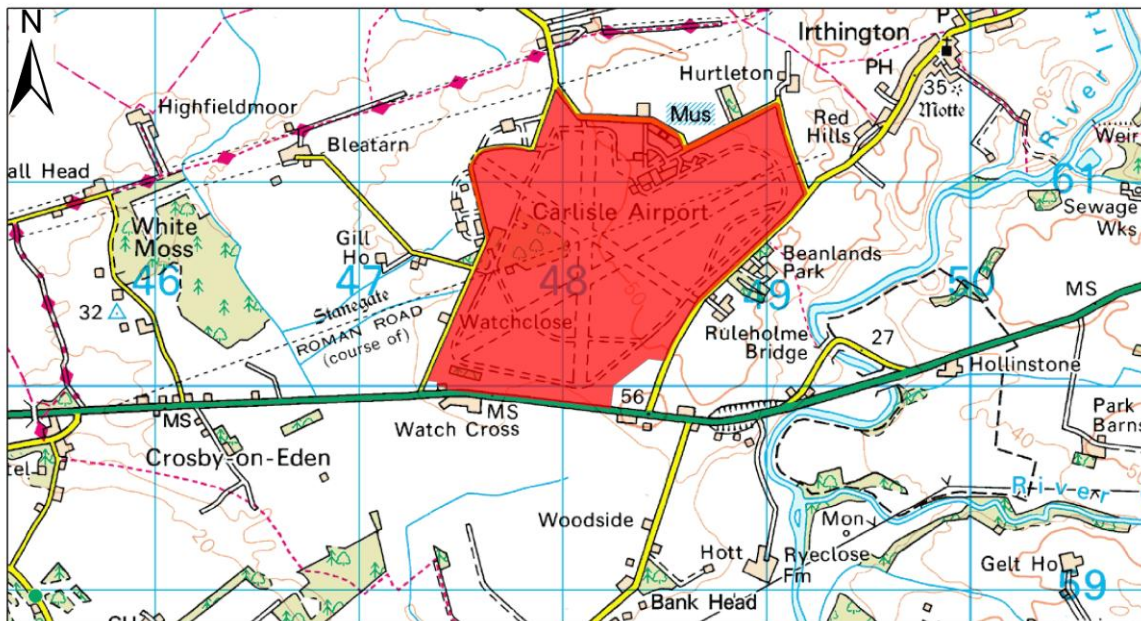 N
P
Irthington
River Irt
PH
Hurtleton
Highfieldmoor
Mus
35
Motte
Red
Hills
Weir
Bleatarn
all Head
61
Carlisle Airport
Sewage
Wks
White
Moss
Gill
Ho
Beanlands
Park
46
47
48
49
50
MS
Stanegate
50
32
ROMAN ROAD
(course of)
Watchclose
Ruleholme
Bridge
27
Hollinstone
56
MS
MS
Watch Cross
Park
Barns
40
Crosby-on-Eden
tel
River
20
Woodside
Mon
Hott
Ryeclose
Fm
Gelt Ho
59
Bank Head